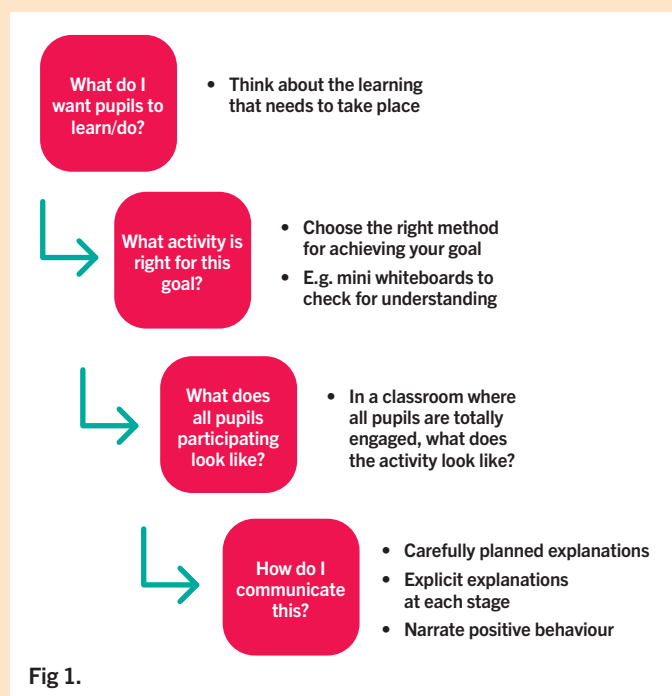 What do I
want pupils to
learn/do?
• Think about the learning
that needs to take place
What activity is
right for this
goal?
• Choose the right method
for achieving your goal
• E.g. mini whiteboards to
check for understanding
What does
all pupils
participating
look like?
• In a classroom where
all pupils are totally
engaged, what does
the activity look like?
How do I
communicate
this?
• Carefully planned explanations
• Explicit explanations
at each stage
• Narrate positive behaviour
Fig 1.